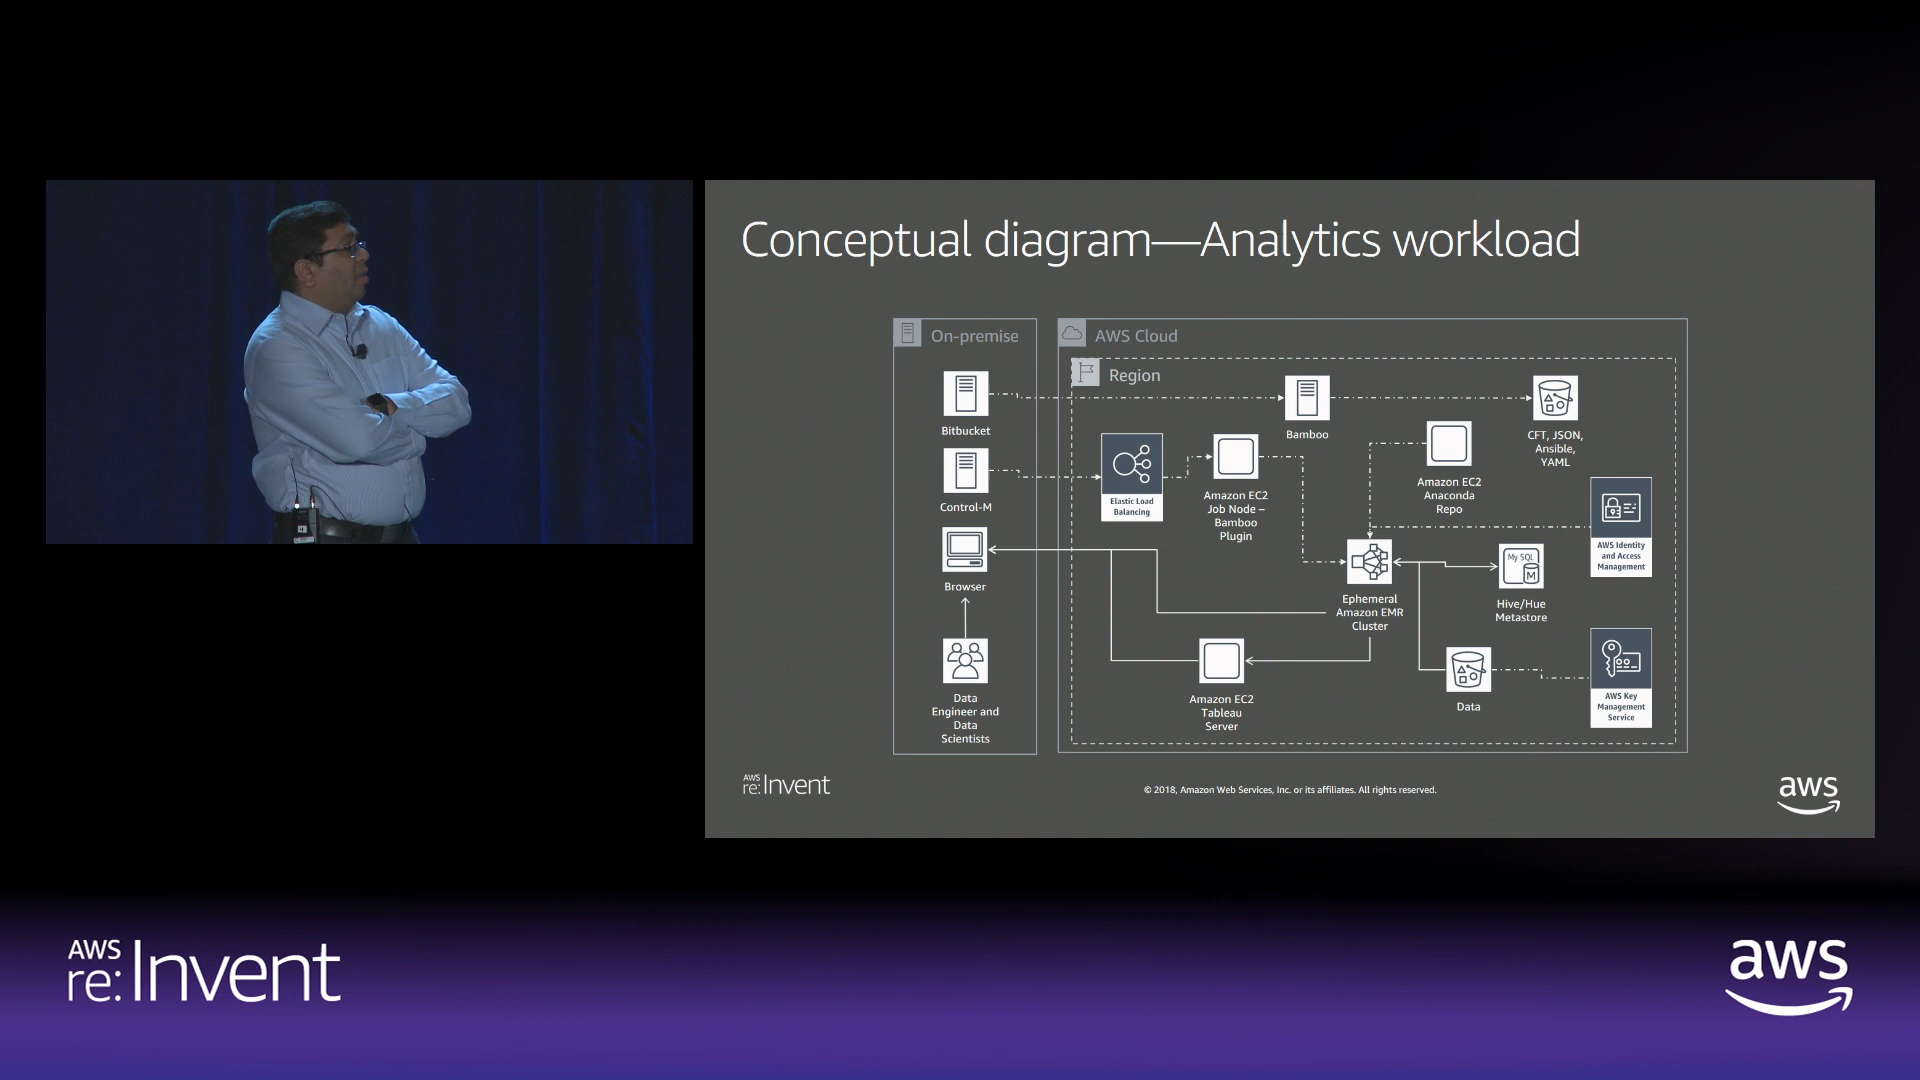 Conceptual diagram—Analytics workload
On-premise
AWS Cloud
Region
Bitbucket
Control-M
Browser
Data
Engineer and
Data
Scientists
Elastic Load
Balancing
Amazon EC2
Job Node –
Bamboo
Plugin
Bamboo
CFT, JSON,
Ansible,
YAML
Amazon EC2
Anaconda
Repo
AWS Identity
and Access
Management
Ephemeral
Amazon EMR
Cluster
My SQL
M
Hive/Hue
Metastore
Amazon EC2
Tableau
Server
Data
AWS Key
Management
Service
AWS
re:Invent
© 2018, Amazon Web Services, Inc. or its affiliates. All rights reserved.
aws
AWS
re:Invent
aws